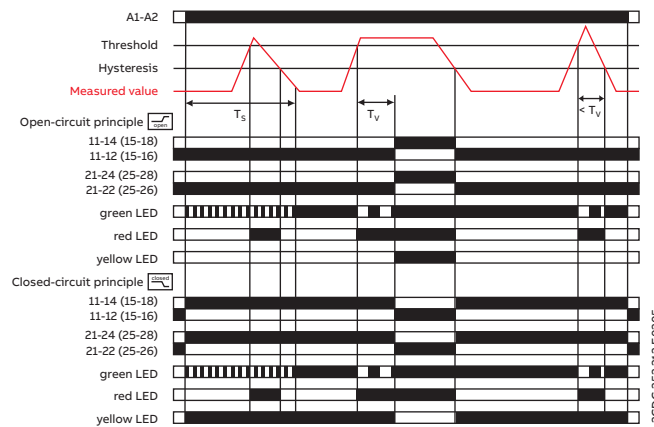 A1-A2
Threshold
Hysteresis
Measured value
Ts
Tv
< Tv
Open-circuit principle open
11-14 (15-18)
11-12 (15-16)
21-24 (25-28)
21-22 (25-26)
green LED
red LED
yellow LED
Closed-circuit principle closed
11-14 (15-18)
11-12 (15-16)
21-24 (25-28)
21-22 (25-26)
green LED
red LED
yellow LED